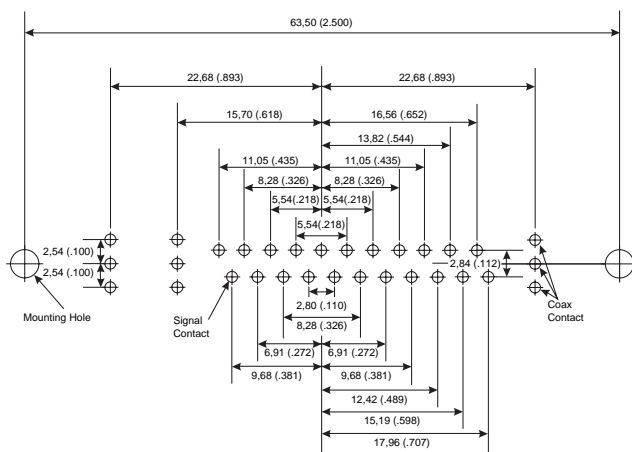 63,50 (2.500)
22,68 (.893) 22,68 (.893)
15,70 (.618) 16,56 (.652)
13,82 (.544)
11,05 (.435) 11,05 (.435)
8,28 (.326) 8,28 (.326)
5,54(.218) 5,54(.218)
5,54(.218)
2,54 (.100)
2,84 (.112)
2,54 (.100)
Mounting Hole
Signal
Contact
Coax
Contact
2,80 (.110)
8,28 (.326)
6,91 (.272) 6,91 (.272)
9,68 (.381) 9,68 (.381)
12,42 (.489)
15,19 (.598)
17,96 (.707)